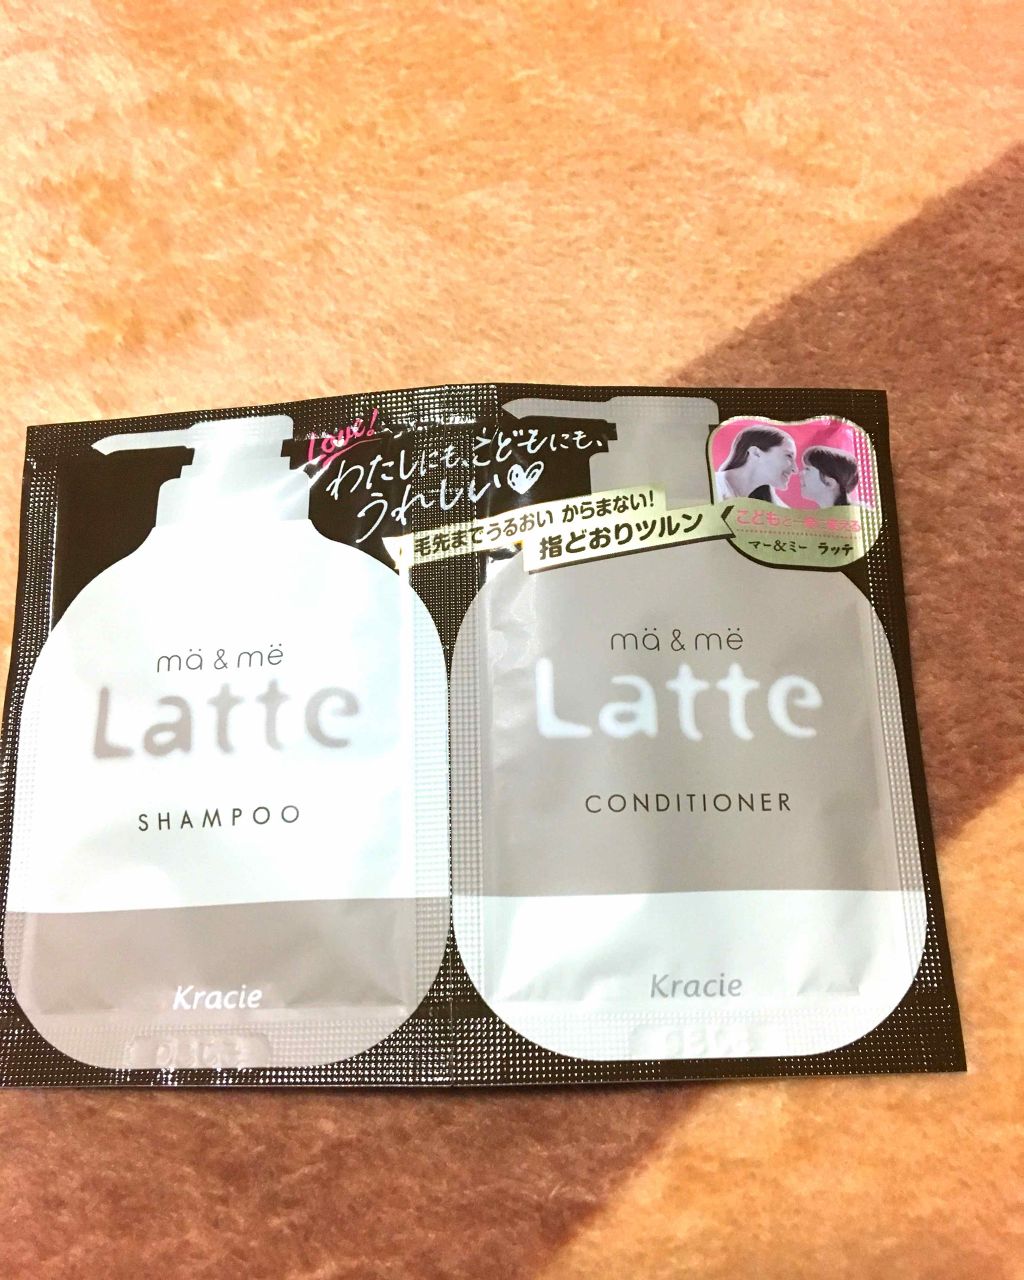 Love!
わたしにも、こどもにも、
うれしい
毛先までうるおい からまない!
指どおりツルン
こどもと一緒に使える
マー&ミー ラッテ
mä & më
Latte
SHAMPOO
Kracie
mä & më
Latte
CONDITIONER
Kracie